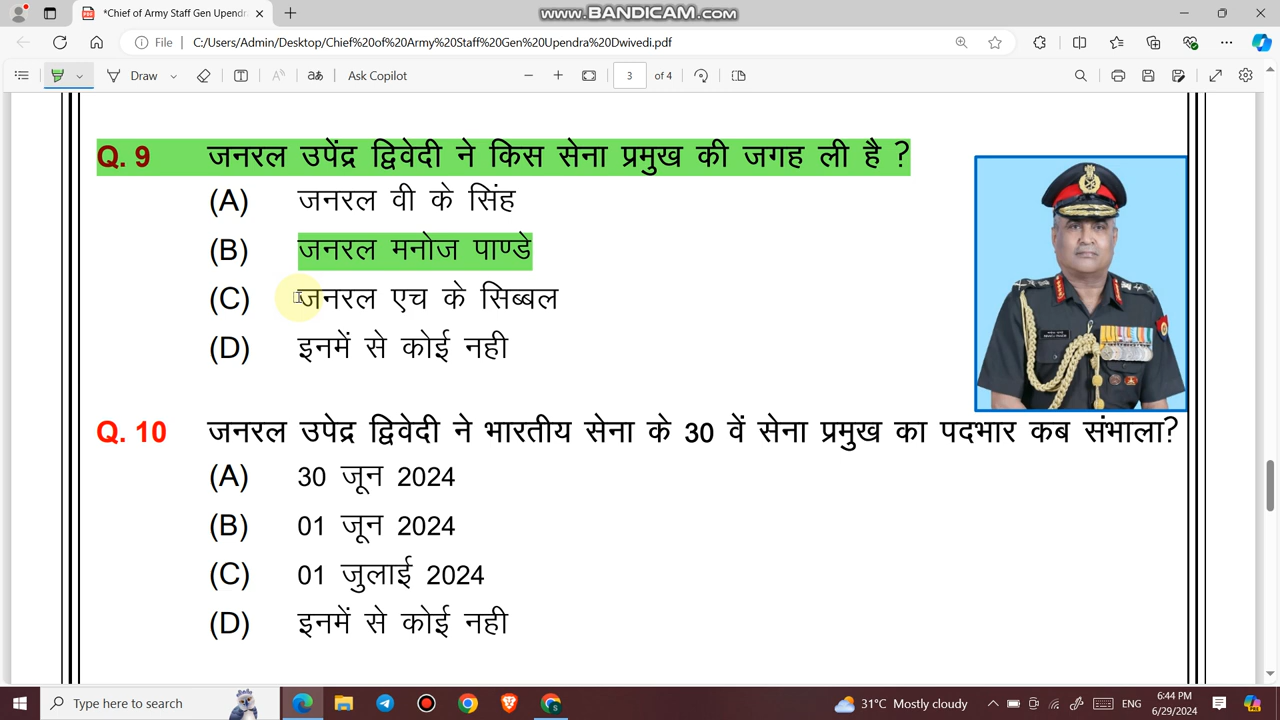 *Chief of Army Staff Gen Upendr
www.BANDICAM.com
File
C:/Users/Admin/Desktop/Chief%20of%20Army%20Staff%20Gen%20Upendra%20Dwivedi.pdf
Draw
Ask Copilot
3 of 4
Q. 9 जनरल उपेंद्र द्विवेदी ने किस सेना प्रमुख की जगह ली है ?
(A) जनरल वी के सिंह
(B) जनरल मनोज पाण्डे
(C) जनरल एच के सिब्बल
(D) इनमें से कोई नही
Q. 10 जनरल उपेद्र द्विवेदी ने भारतीय सेना के 30 वें सेना प्रमुख का पदभार कब संभाला?
(A) 30 जून 2024
(B) 01 जून 2024
(C) 01 जुलाई 2024
(D) इनमें से कोई नही
Type here to search
31°C Mostly cloudy
ENG
6:44 PM
6/29/2024